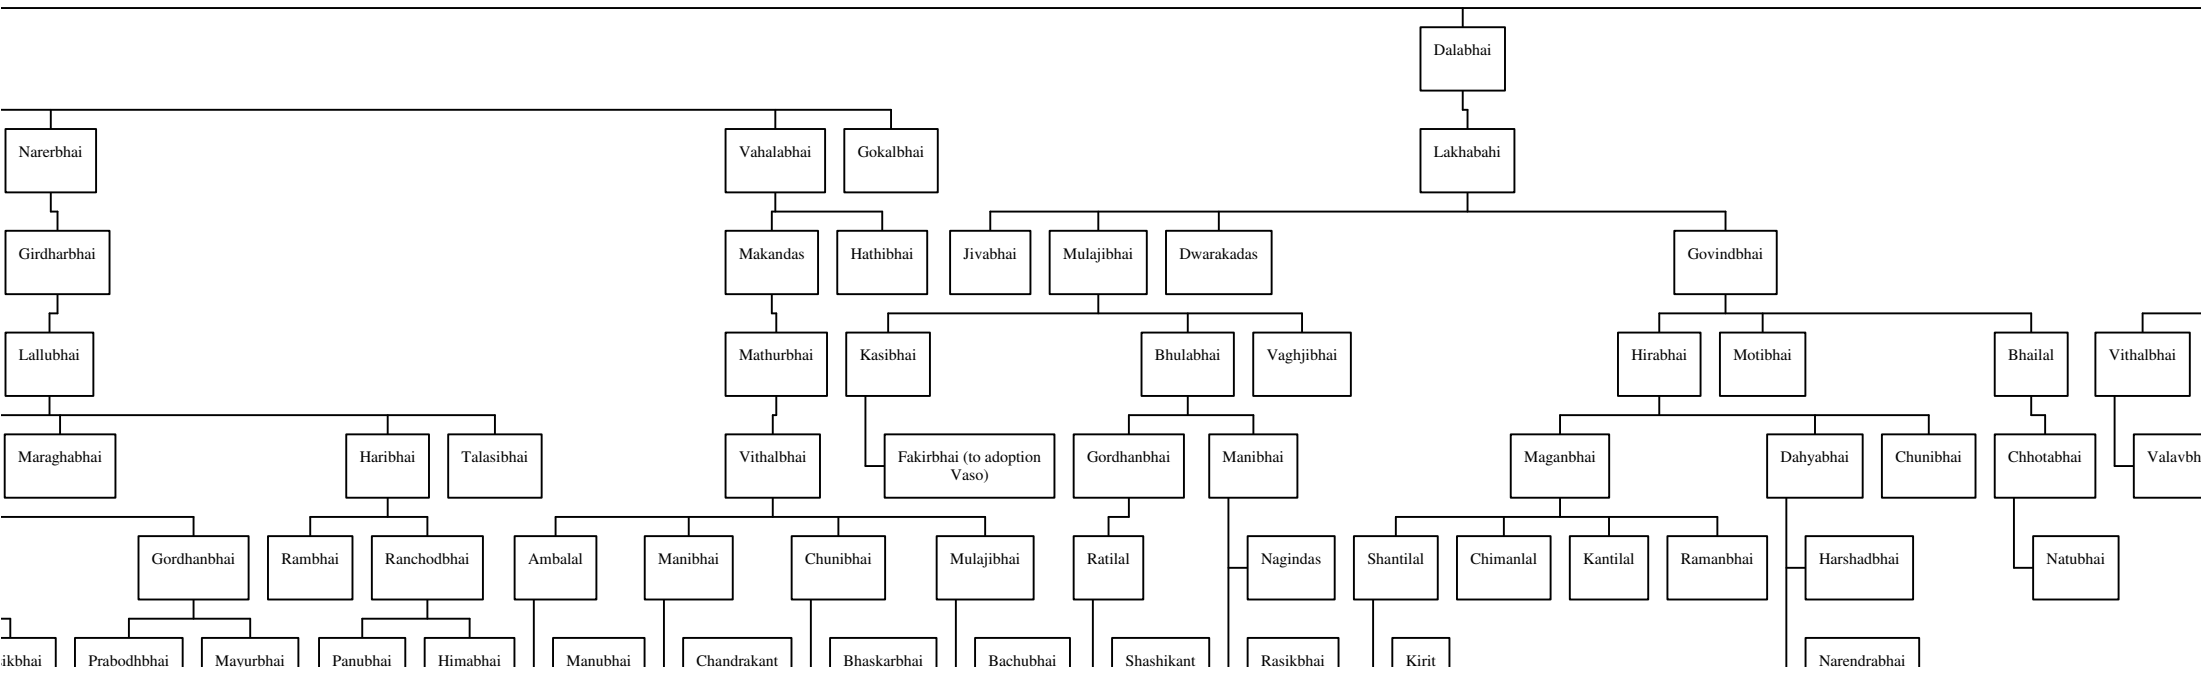 Dalabhai
Narerbhai
Vahalabhai
Gokalbhai
Lakhabahi
Girdharbhai
Makandas
Hathibhai
Jivabhai
Mulajibhai
Dwarakadas
Govindbhai
Lallubhai
Mathurbhai
Kasibhai
Bhulabhai
Vaghjibhai
Hirabhai
Motibhai
Bhailal
Vithalbhai
Maraghabhai
Haribhai
Talasibhai
Vithalbhai
Fakirbhai (to adoption
Vaso)
Gordhanbhai
Manibhai
Maganbhai
Dahyabhai
Chunibhai
Chhotabhai
Valavbh
Gordhanbhai
Rambhai
Ranchodbhai
Ambalal
Manibhai
Chunibhai
Mulajibhai
Ratilal
Nagindas
Shantilal
Chimanlal
Kantilal
Ramanbhai
Harshadbhai
Natubhai
ikbhai
Prabodhbhai
Mayurbhai
Panubhai
Himabhai
Manubhai
Chandrakant
Bhaskarbhai
Bachubhai
Shashikant
Rasikbhai
Kirit
Narendrabhai